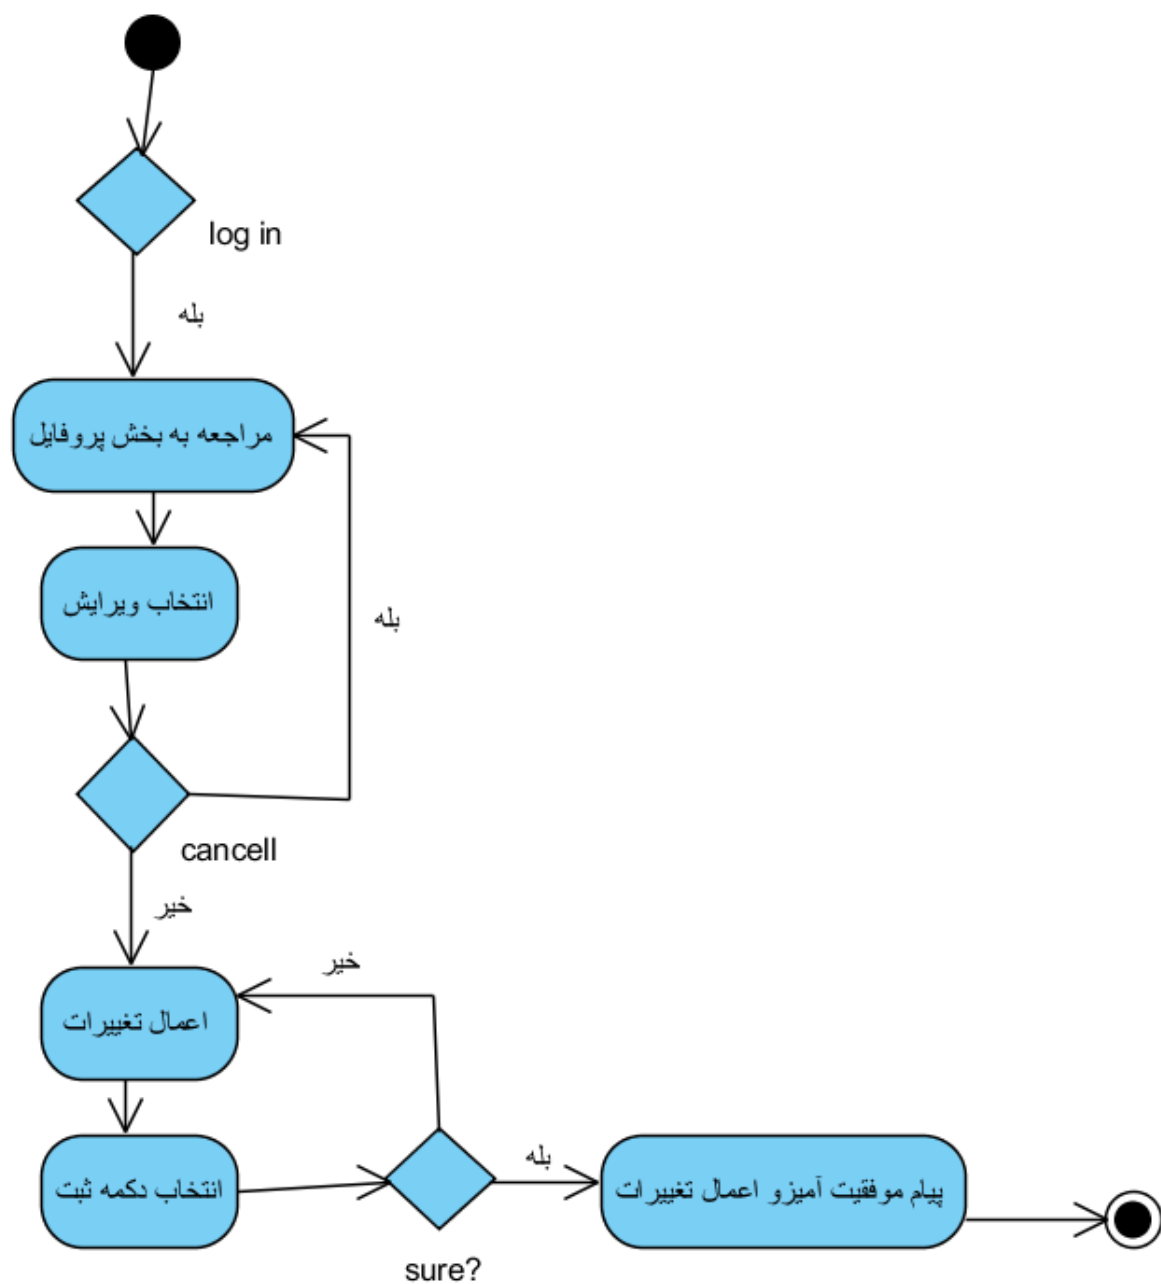 log in
بله
مراجعه به بخش پروفایل
انتخاب ویرایش
بله
cancell
خیر
خیر
اعمال تغییرات
انتخاب دکمه ثبت
بله
پیام موفقیت آمیزو اعمال تغییرات
sure?